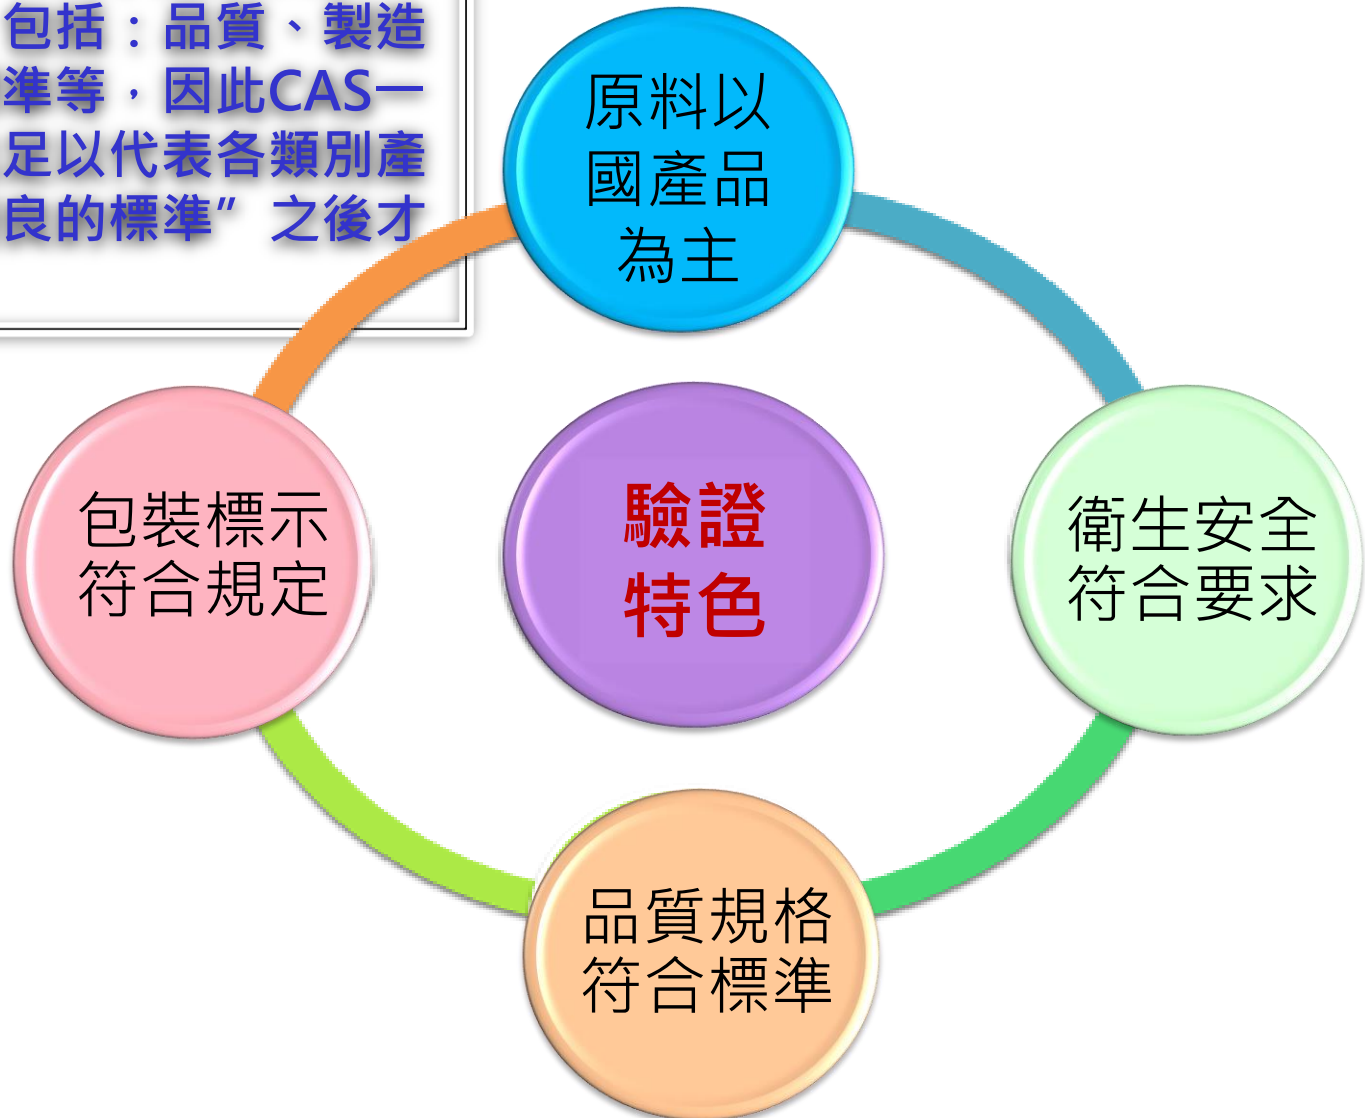 包括：品質、製造
準等，因此CAS一
足以代表各類別產
良的標準”之後才
原料以
國產品
為主
包裝標示
符合規定
驗證
特色
衛生安全
符合要求
品質規格
符合標準